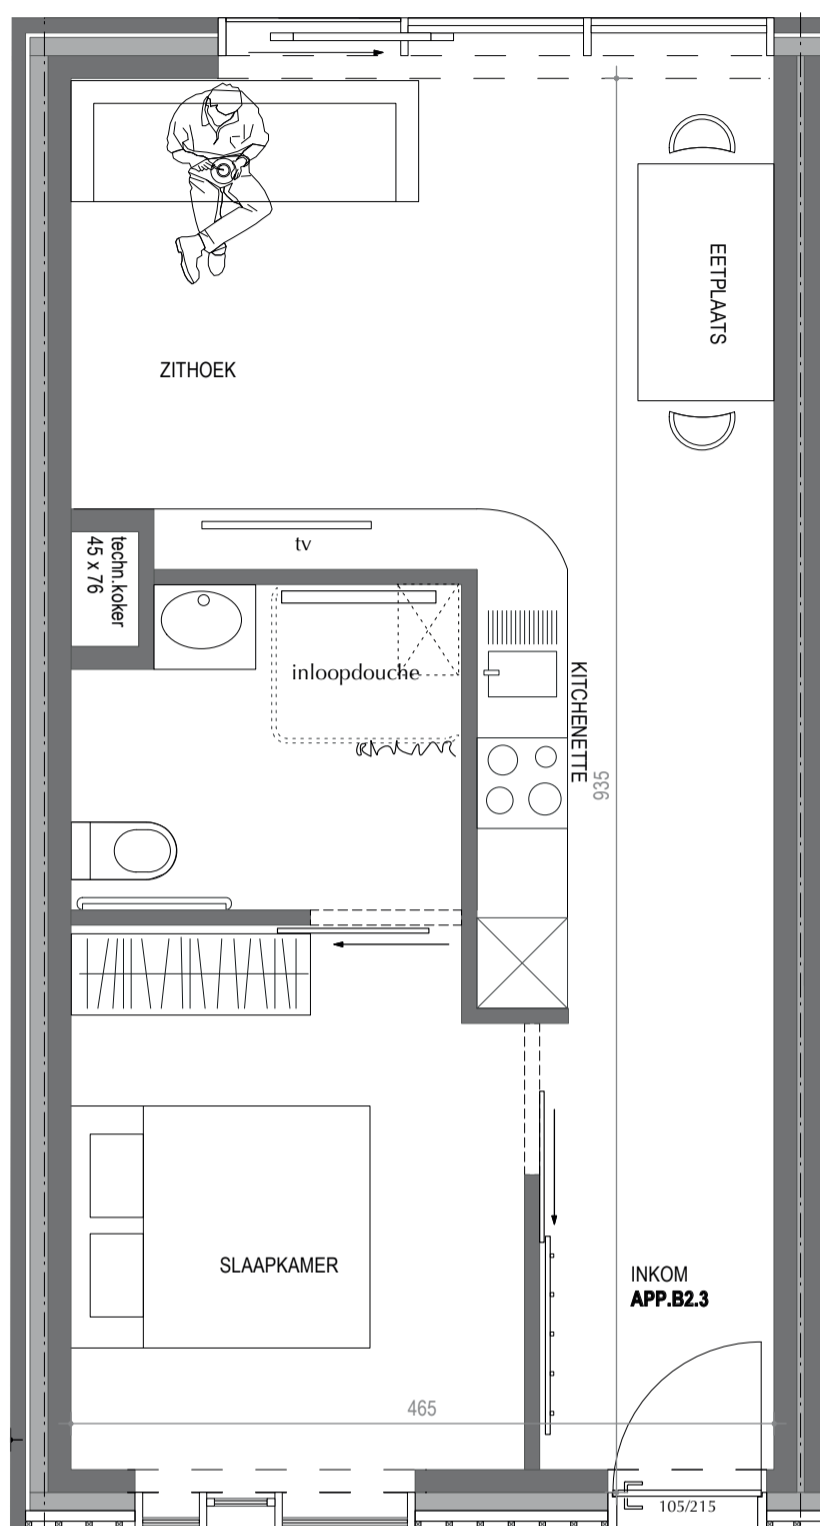 EETPLAATS
ZITHOEK
tv
techn.koker
45 x 76
inloopdouche
KITCHENETTE
935
SLAAPKAMER
INKOM
APP.B2.3
465
105/215